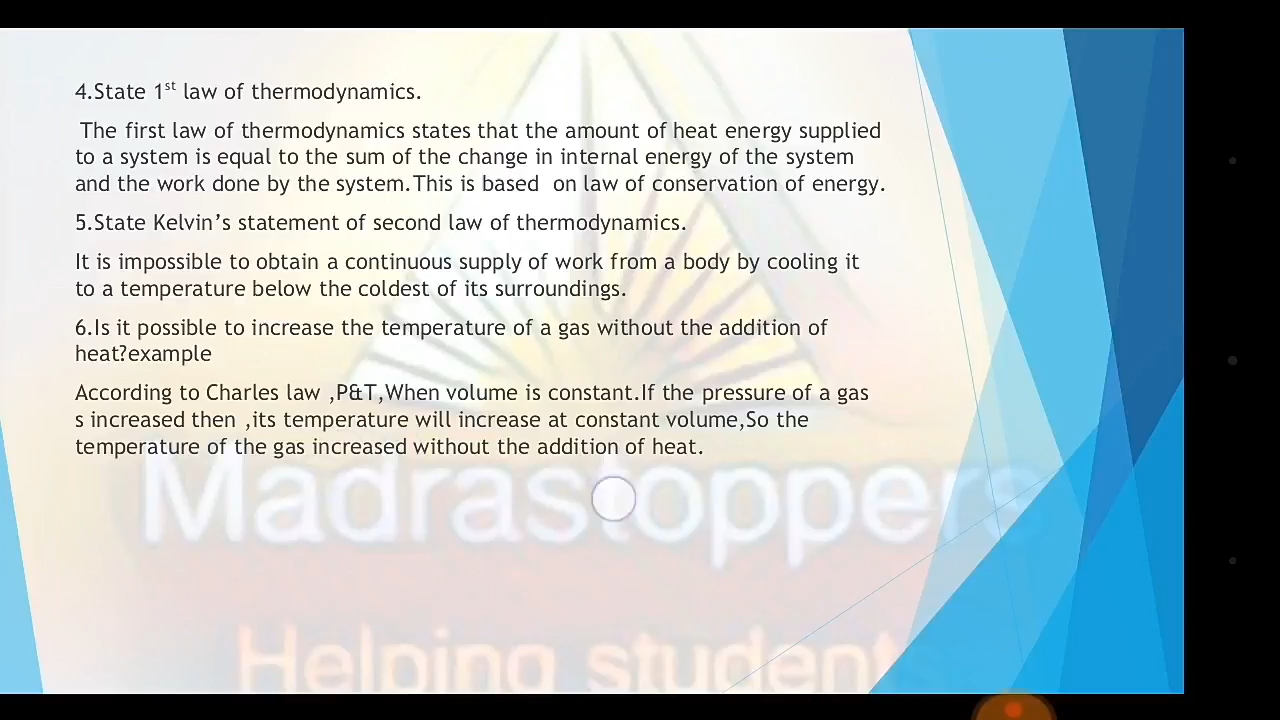 4.State 1st law of thermodynamics.
The first law of thermodynamics states that the amount of heat energy supplied
to a system is equal to the sum of the change in internal energy of the system
and the work done by the system.This is based on law of conservation of energy.
5.State Kelvin’s statement of second law of thermodynamics.
It is impossible to obtain a continuous supply of work from a body by cooling it
to a temperature below the coldest of its surroundings.
6.Is it possible to increase the temperature of a gas without the addition of
heat?example
According to Charles law ,P&T,When volume is constant.If the pressure of a gas
s increased then ,its temperature will increase at constant volume,So the
temperature of the gas increased without the addition of heat.
Madrastoppers
Helping students